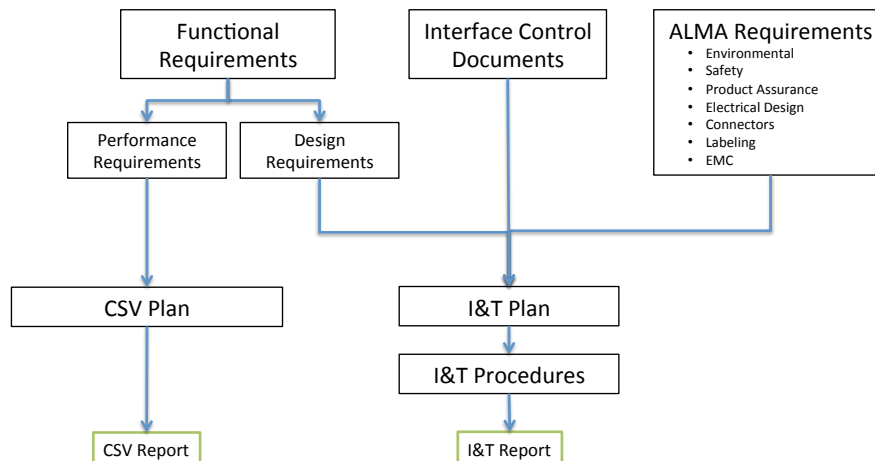 Functional
Requirements
Interface Control
Documents
ALMA Requirements
• Environmental
• Safety
• Product Assurance
• Electrical Design
• Connectors
• Labeling
• EMC
Performance
Requirements
Design
Requirements
CSV Plan
I&T Plan
I&T Procedures
CSV Report
I&T Report